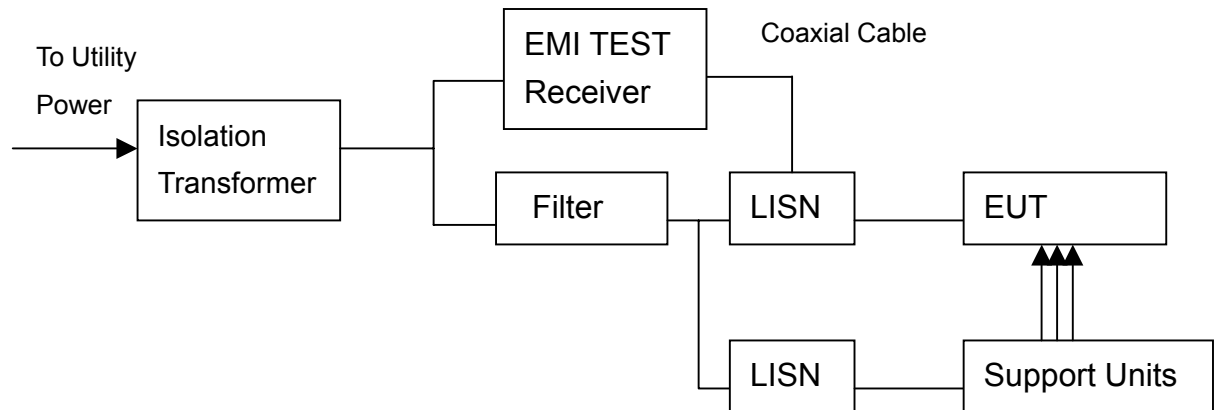 To Utility
Power
Isolation
Transformer
EMI TEST
Receiver
Coaxial Cable
Filter
LISN
EUT
LISN
Support Units